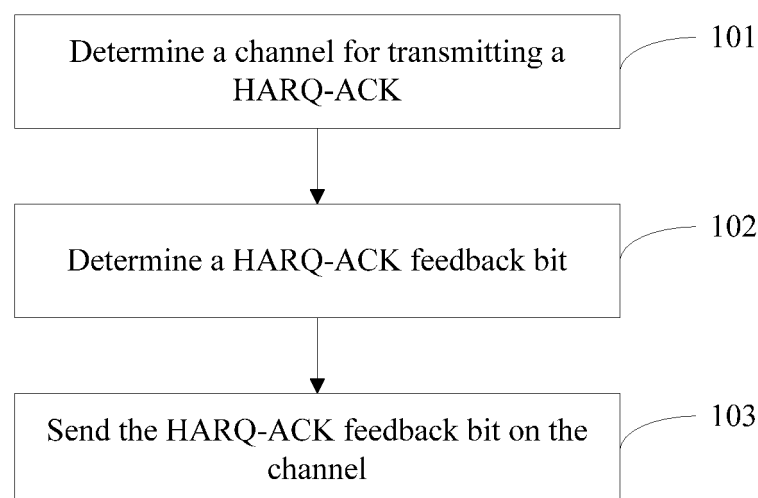 Determine a channel for transmitting a
HARQ-ACK
101
Determine a HARQ-ACK feedback bit
102
Send the HARQ-ACK feedback bit on the
channel
103